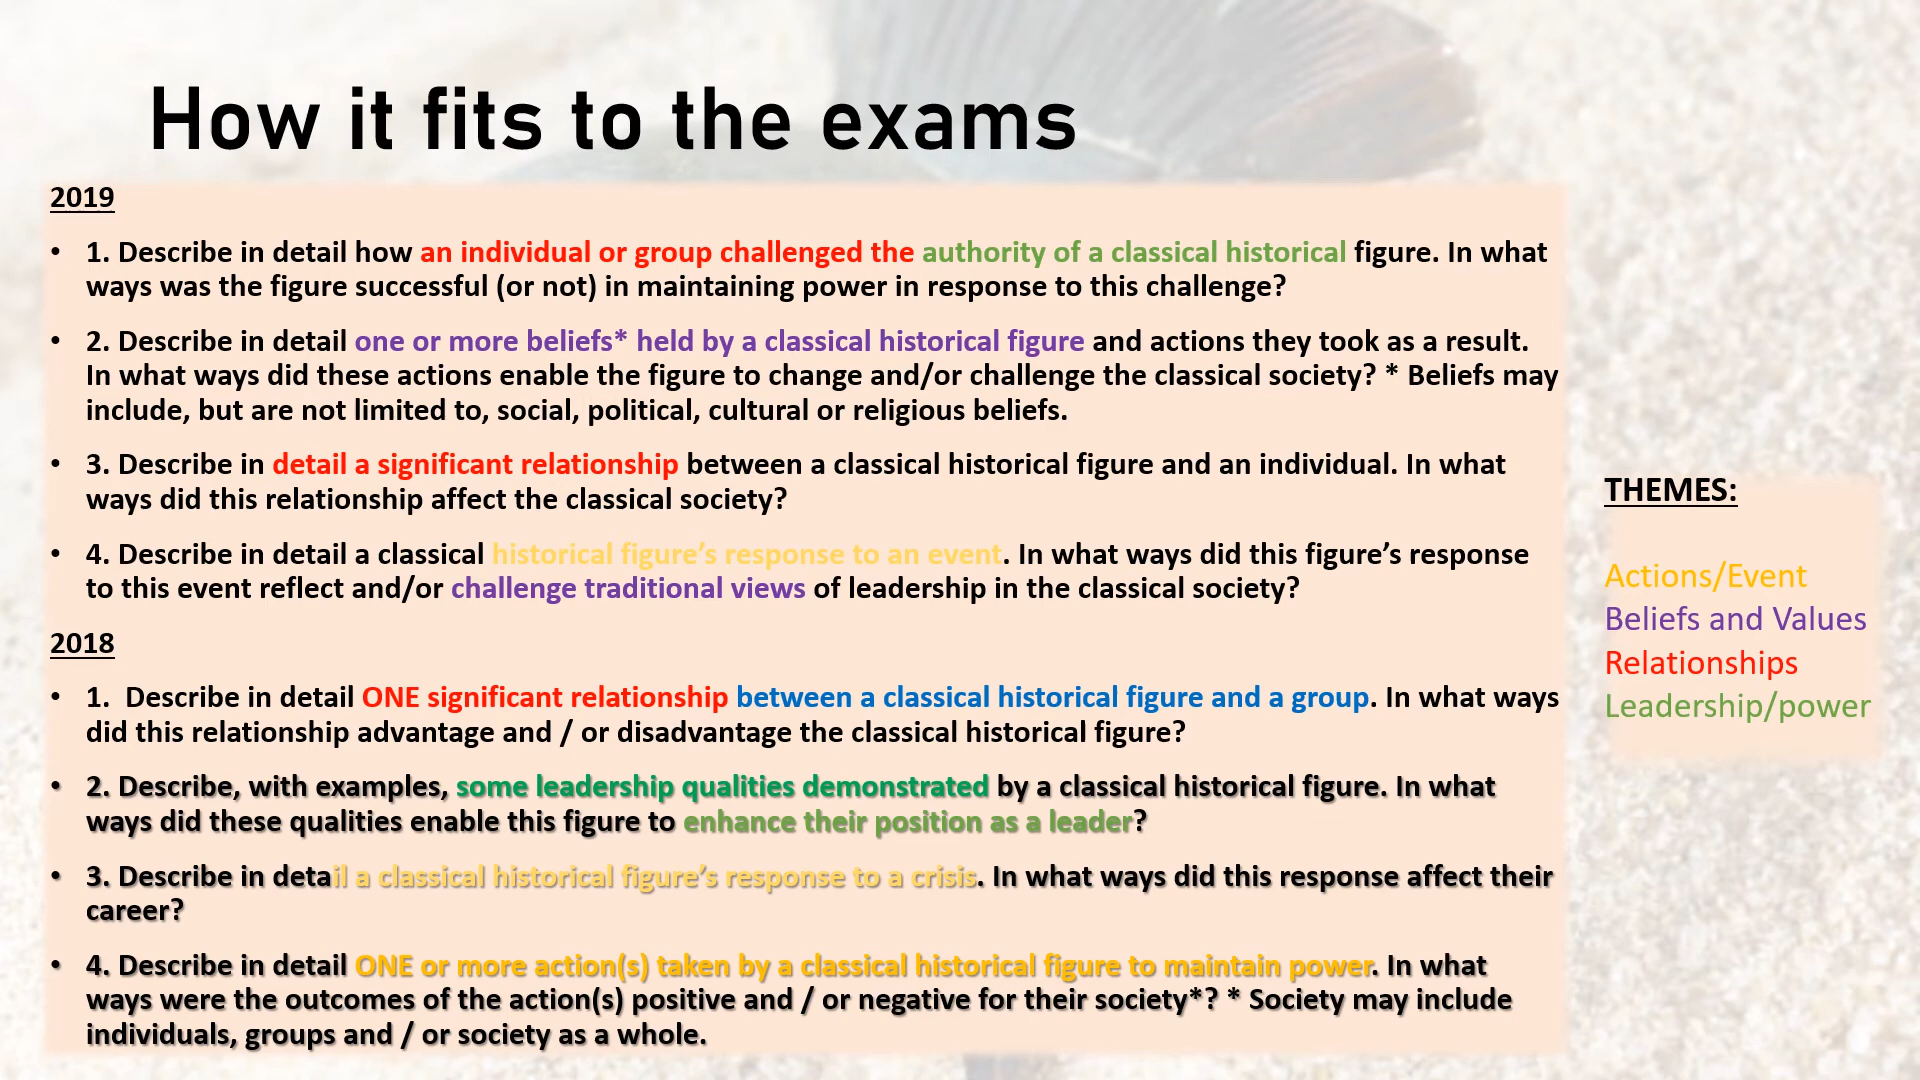 How it fits to the exams
2019
• 1. Describe in detail how an individual or group challenged the authority of a classical historical figure. In what
ways was the figure successful (or not) in maintaining power in response to this challenge?
• 2. Describe in detail one or more beliefs* held by a classical historical figure and actions they took as a result.
In what ways did these actions enable the figure to change and/or challenge the classical society? * Beliefs may
include, but are not limited to, social, political, cultural or religious beliefs.
• 3. Describe in detail a significant relationship between a classical historical figure and an individual. In what
ways did this relationship affect the classical society?
• 4. Describe in detail a classical historical figure’s response to an event. In what ways did this figure’s response
to this event reflect and/or challenge traditional views of leadership in the classical society?
2018
• 1.  Describe in detail ONE significant relationship between a classical historical figure and a group. In what ways
did this relationship advantage and / or disadvantage the classical historical figure?
• 2. Describe, with examples, some leadership qualities demonstrated by a classical historical figure. In what
ways did these qualities enable this figure to enhance their position as a leader?
• 3. Describe in detail a classical historical figure’s response to a crisis. In what ways did this response affect their
career?
• 4. Describe in detail ONE or more action(s) taken by a classical historical figure to maintain power. In what
ways were the outcomes of the action(s) positive and / or negative for their society*? * Society may include
individuals, groups and / or society as a whole.
THEMES:
Actions/Event
Beliefs and Values
Relationships
Leadership/power